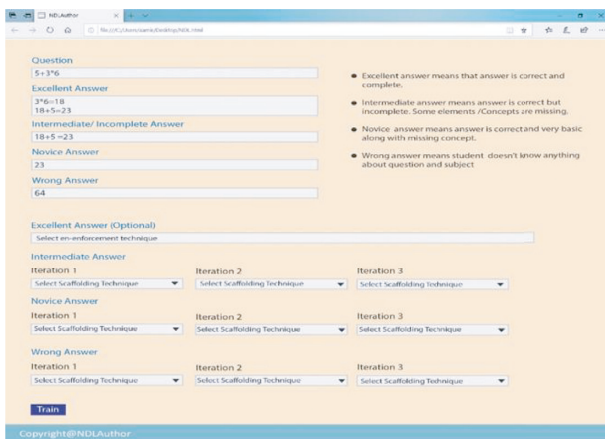 NDLAuthor
file:///C:/Users/samk/Desktop/NDL.html
Question
5+3*6
Excellent Answer
3*6=18
18+5=23
Intermediate/ Incomplete Answer
18+5=23
Novice Answer
23
Wrong Answer
64
Excellent answer means that answer is correct and
complete.
Intermediate answer means answer is correct but
incomplete. Some elements /Concepts are missing.
Novice answer means answer is correctand very basic
along with missing concept.
Wrong answer means student doesn't know anything
about question and subject
Excellent Answer (Optional)
Select en-enforcement technique
Intermediate Answer
Iteration 1 Iteration 2 Iteration 3
Select Scaffolding Technique Select Scaffolding Technique Select Scaffolding Technique
Novice Answer
Iteration 1 Iteration 2 Iteration 3
Select Scaffolding Technique Select Scaffolding Technique Select Scaffolding Technique
Wrong Answer
Iteration 1 Iteration 2 Iteration 3
Select Scaffolding Technique Select Scaffolding Technique Select Scaffolding Technique
Train
Copyright@NDLAuthor